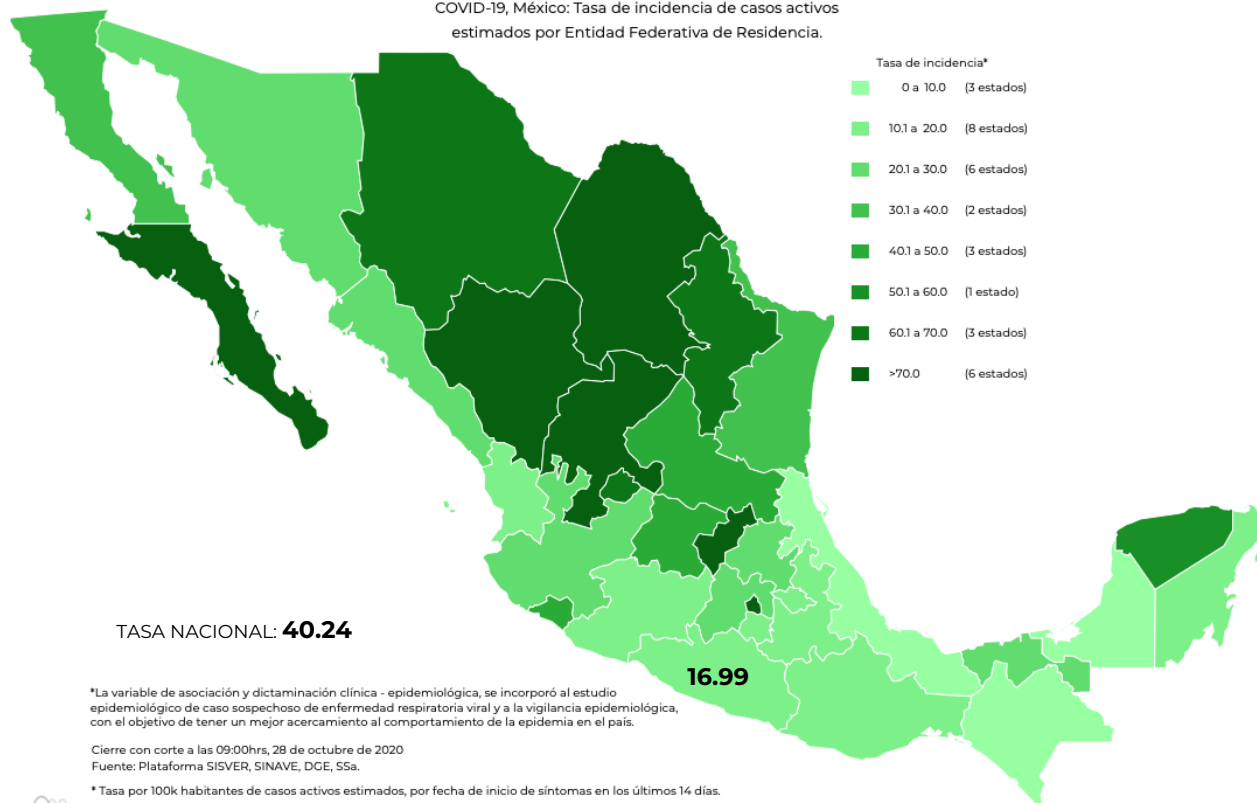 COVID-19, México: Tasa de incidencia de casos activos
estimados por Entidad Federativa de Residencia.
Tasa de incidencia*
0 a 10.0 (3 estados)
10.1 a 20.0 (8 estados)
20.1 a 30.0 (6 estados)
30.1 a 40.0 (2 estados)
40.1 a 50.0 (3 estados)
50.1 a 60.0 (1 estado)
60.1 a 70.0 (3 estados)
>70.0 (6 estados)
TASA NACIONAL: 40.24
16.99
*La variable de asociación y dictaminación clínica - epidemiológica, se incorporó al estudio
epidemiológico de caso sospechoso de enfermedad respiratoria viral y a la vigilancia epidemiológica,
con el objetivo de tener un mejor acercamiento al comportamiento de la epidemia en el país.
Cierre con corte a las 09:00hrs, 28 de octubre de 2020
Fuente: Plataforma SISVER, SINAVE, DGE, SSa.
* Tasa por 100k habitantes de casos activos estimados, por fecha de inicio de síntomas en los últimos 14 días.